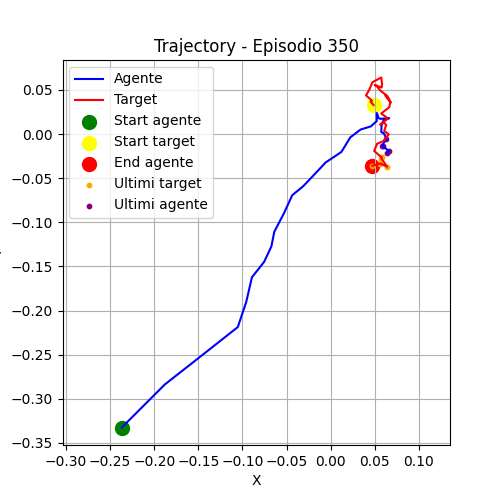 Trajectory - Episodio 350
Agente
Target
Start agente
Start target
End agente
Ultimi target
Ultimi agente
0.05
0.00
−0.05
−0.10
−0.15
−0.20
−0.25
−0.30
−0.35
−0.30 −0.25 −0.20 −0.15 −0.10 −0.05 0.00 0.05 0.10
X